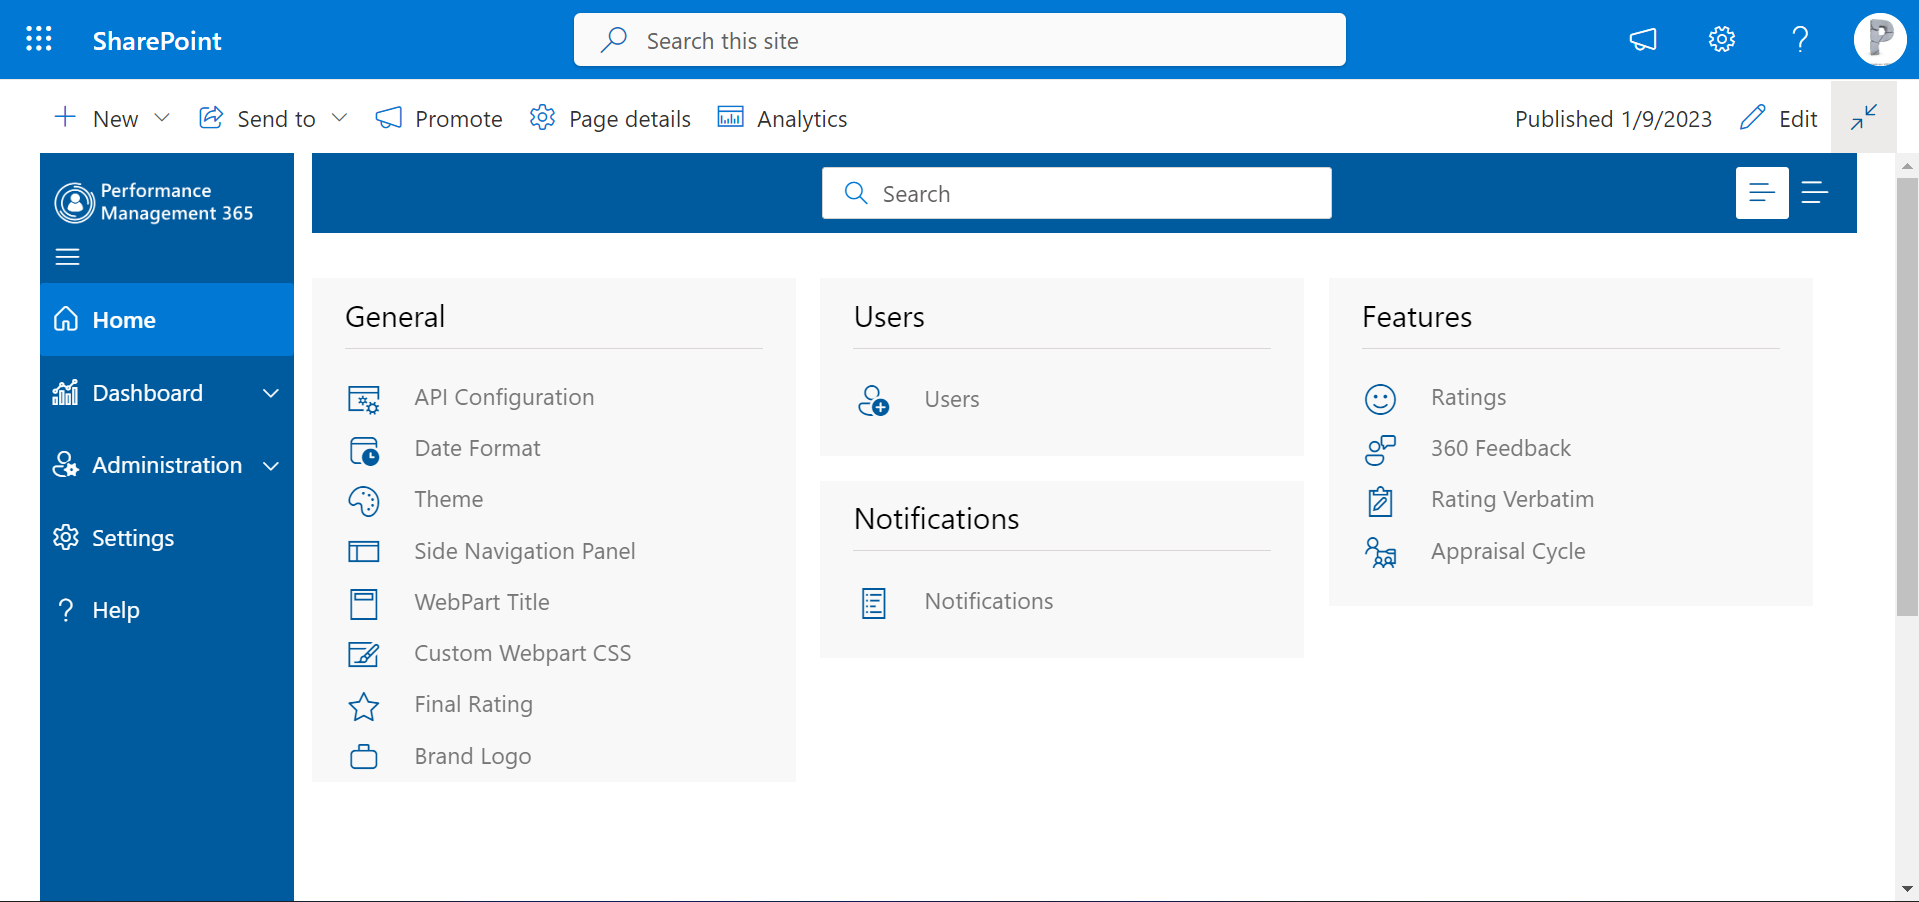 SharePoint
Search this site
P
New
Send to
Promote
Page details
Analytics
Published 1/9/2023
Edit
Performance
Management 365
Search
Home
Dashboard
Administration
Settings
Help
General
API Configuration
Date Format
Theme
Side Navigation Panel
WebPart Title
Custom Webpart CSS
Final Rating
Brand Logo
Users
Users
Notifications
Notifications
Features
Ratings
360 Feedback
Rating Verbatim
Appraisal Cycle